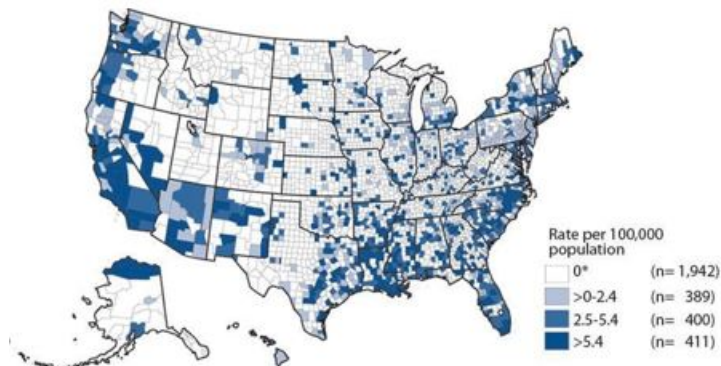 Rate per 100,000
population
0* (n= 1,942)
>0-2.4 (n= 389)
2.5-5.4 (n= 400)
>5.4 (n= 411)